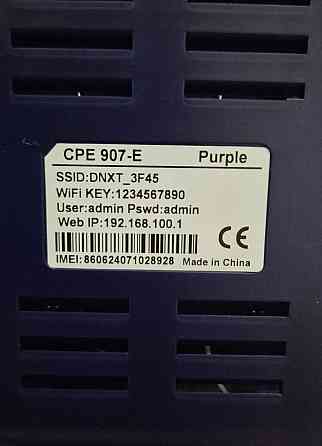 CPE 907-E Purple
SSID:DNXT_3F45
WiFi KEY:1234567890
User:admin Pswd:admin
Web IP:192.168.100.1
CE
IMEI:860624071028928 Made in China